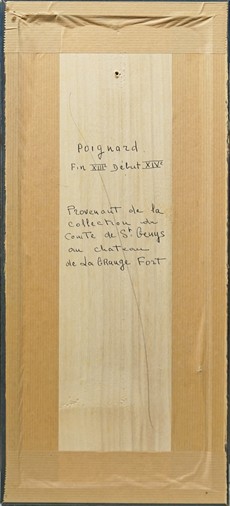 Poignard
Fin XIIIe Début XIVe
Provenant de la
collection du
Comte de St Genys
au chateau
de La GRange FoRt